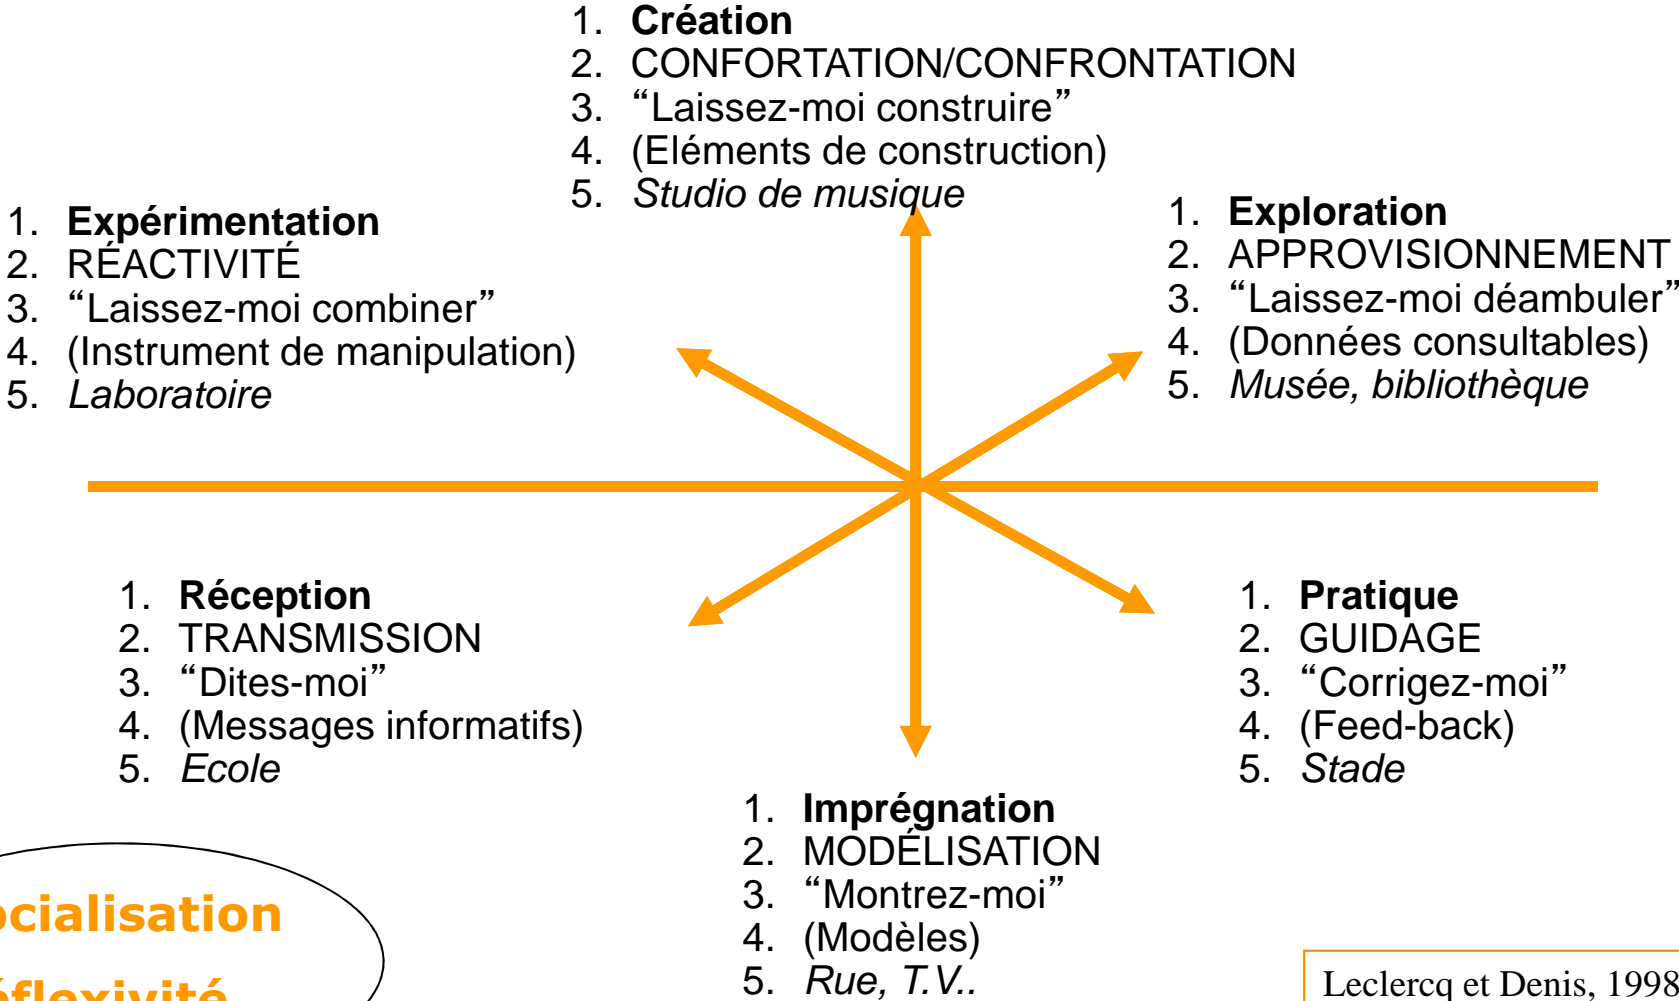 1. Création
2. CONFORTATION/CONFRONTATION
3. “Laissez-moi construire”
4. (Eléments de construction)
5. Studio de musique
1. Expérimentation
2. RÉACTIVITÉ
3. “Laissez-moi combiner”
4. (Instrument de manipulation)
5. Laboratoire
1. Exploration
2. APPROVISIONNEMENT
3. “Laissez-moi déambuler”
4. (Données consultables)
5. Musée, bibliothèque
1. Réception
2. TRANSMISSION
3. “Dites-moi”
4. (Messages informatifs)
5. Ecole
1. Pratique
2. GUIDAGE
3. “Corrigez-moi”
4. (Feed-back)
5. Stade
1. Imprégnation
2. MODÉLISATION
3. “Montrez-moi”
4. (Modèles)
5. Rue, T.V..
Leclercq et Denis, 1998